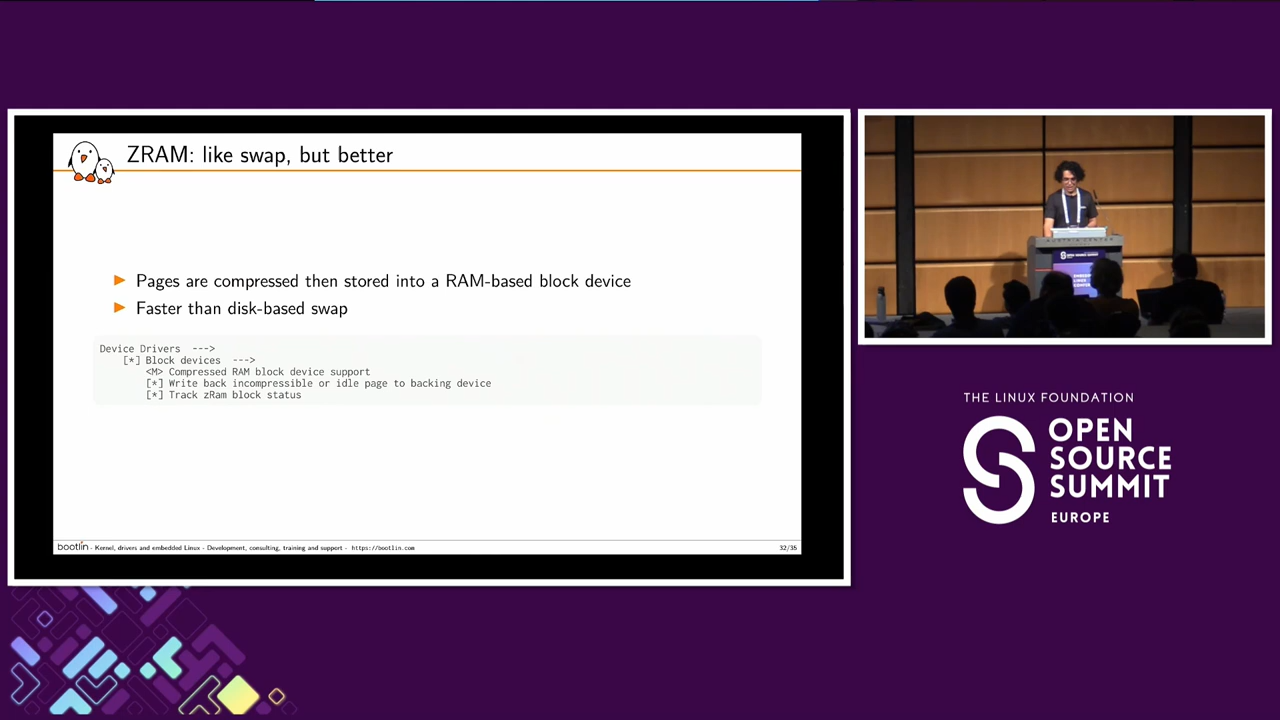 ZRAM: like swap, but better
▶ Pages are compressed then stored into a RAM-based block device
▶ Faster than disk-based swap
Device Drivers --->
[*] Block devices --->
<M> Compressed RAM block device support
[*] Write back incompressible or idle page to backing device
[*] Track zRam block status
bootlin - Kernel, drivers and embedded Linux - Development, consulting, training and support - https://bootlin.com
32/35
OPEN SOURCE SUMMIT
THE LINUX FOUNDATION
OPEN
SOURCE
SUMMIT
EUROPE